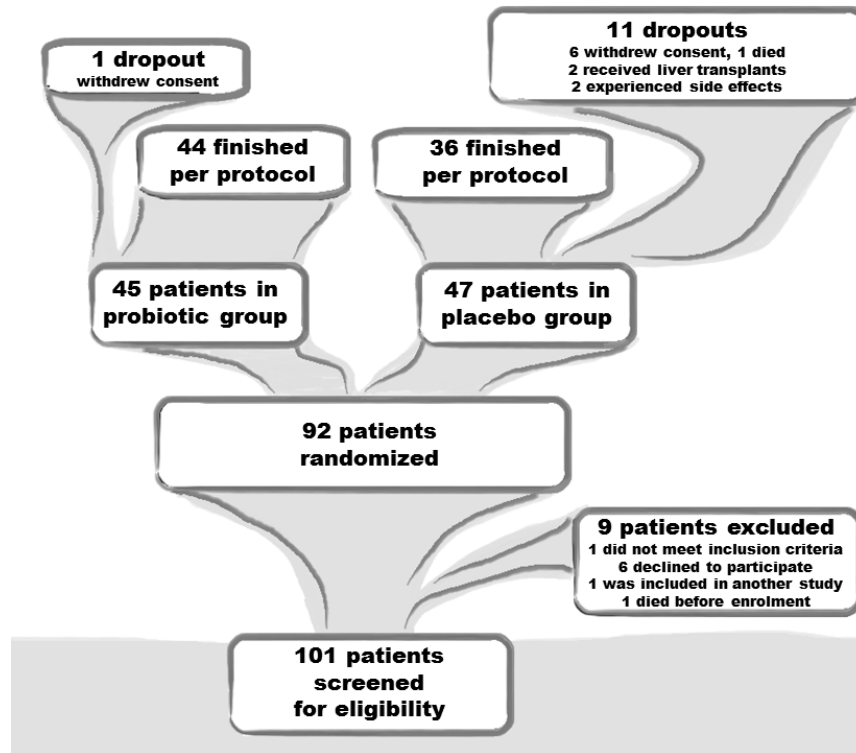 1 dropout
withdrew consent
11 dropouts
6 withdrew consent, 1 died
2 received liver transplants
2 experienced side effects
44 finished
per protocol
36 finished
per protocol
45 patients in
probiotic group
47 patients in
placebo group
92 patients
randomized
9 patients excluded
1 did not meet inclusion criteria
6 declined to participate
1 was included in another study
1 died before enrolment
101 patients
screened
for eligibility